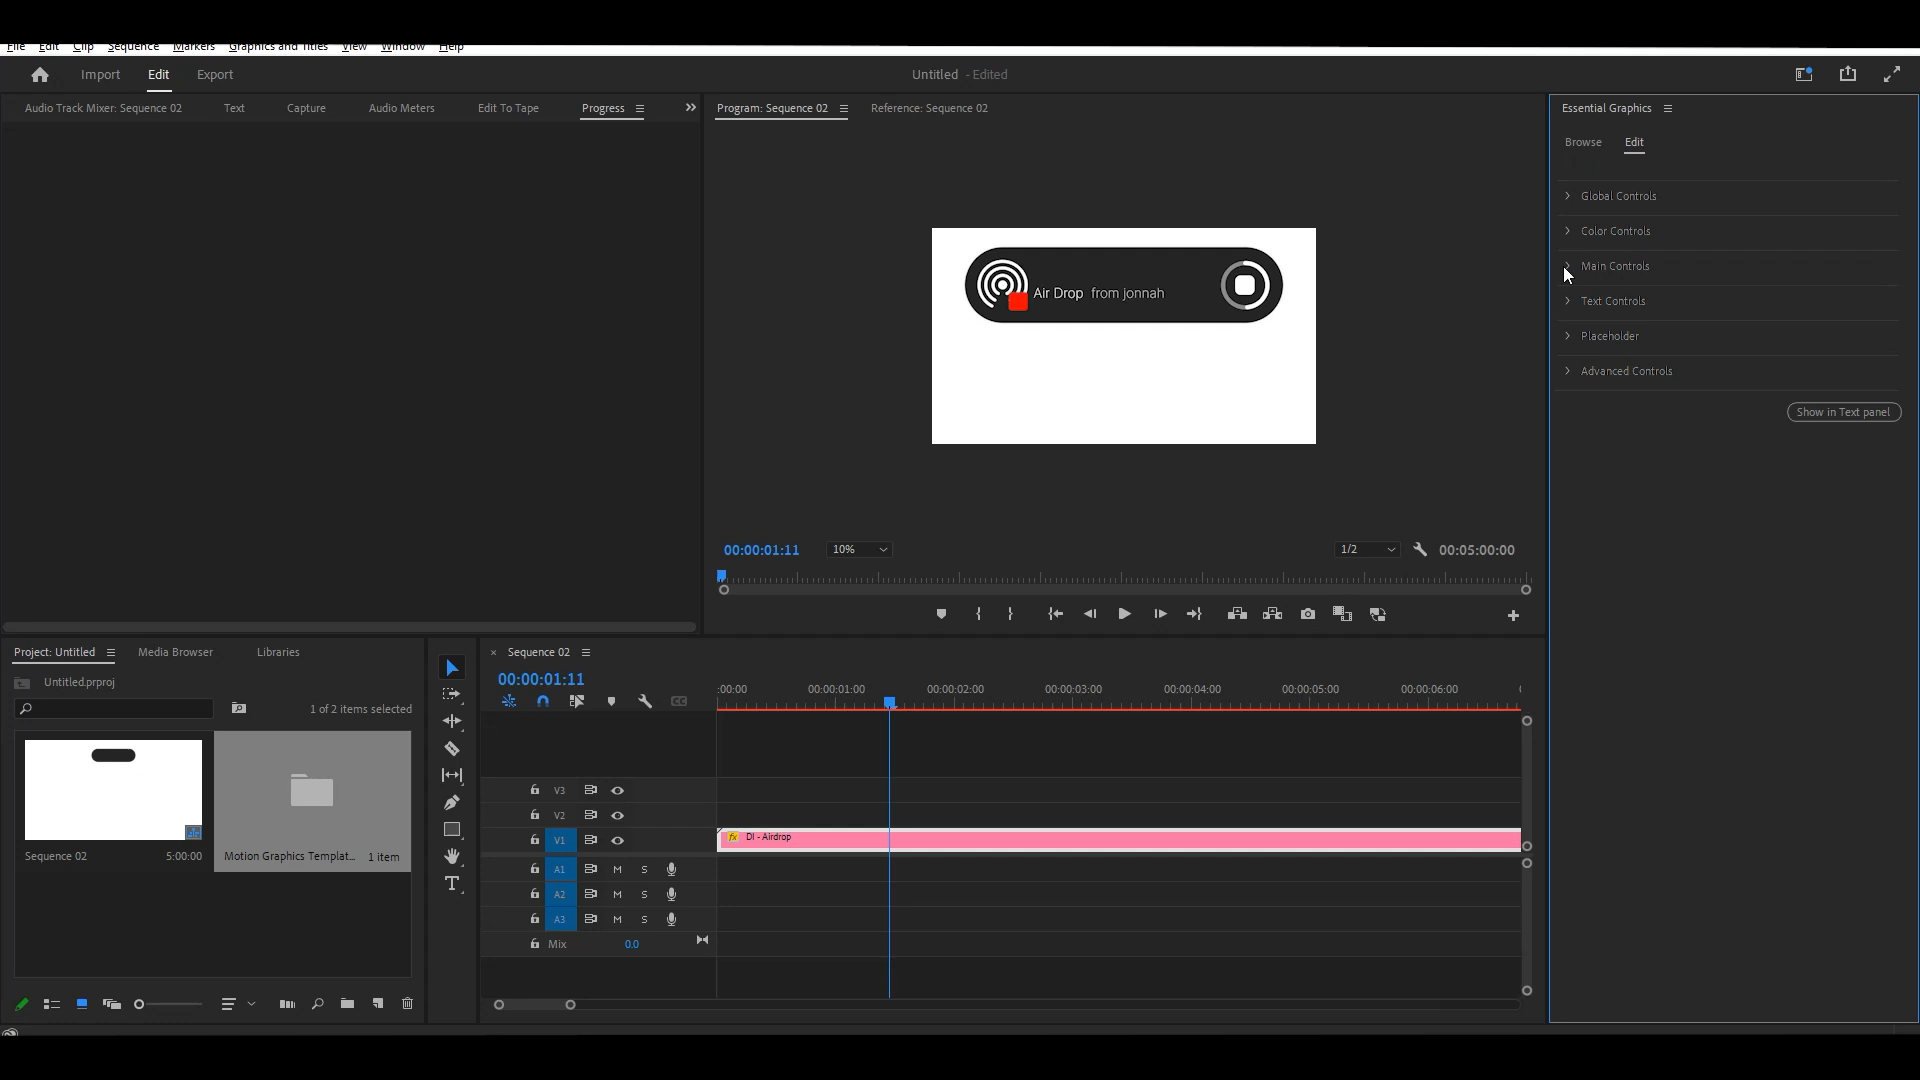 File Edit Clip Sequence Markers Graphics and Titles View Window Help
Import Edit Export
Untitled - Edited
Audio Track Mixer: Sequence 02 Text Capture Audio Meters Edit To Tape Progress
Program: Sequence 02 Reference: Sequence 02
Essential Graphics
Browse Edit
Global Controls
Color Controls
Main Controls
Text Controls
Placeholder
Advanced Controls
Show in Text panel
Air Drop from jonnah
00:00:01:11 10% 1/2 00:05:00:00
Project: Untitled Media Browser Libraries
Untitled.prproj
1 of 2 items selected
Sequence 02 5:00:00
Motion Graphics Templat... 1 item
× Sequence 02
00:00:01:11
:00:00 00:00:01:00 00:00:02:00 00:00:03:00 00:00:04:00 00:00:05:00 00:00:06:00
CC
V3
V2
V1 fx DI - Airdrop
A1 M S
A2 M S
A3 M S
Mix 0.0